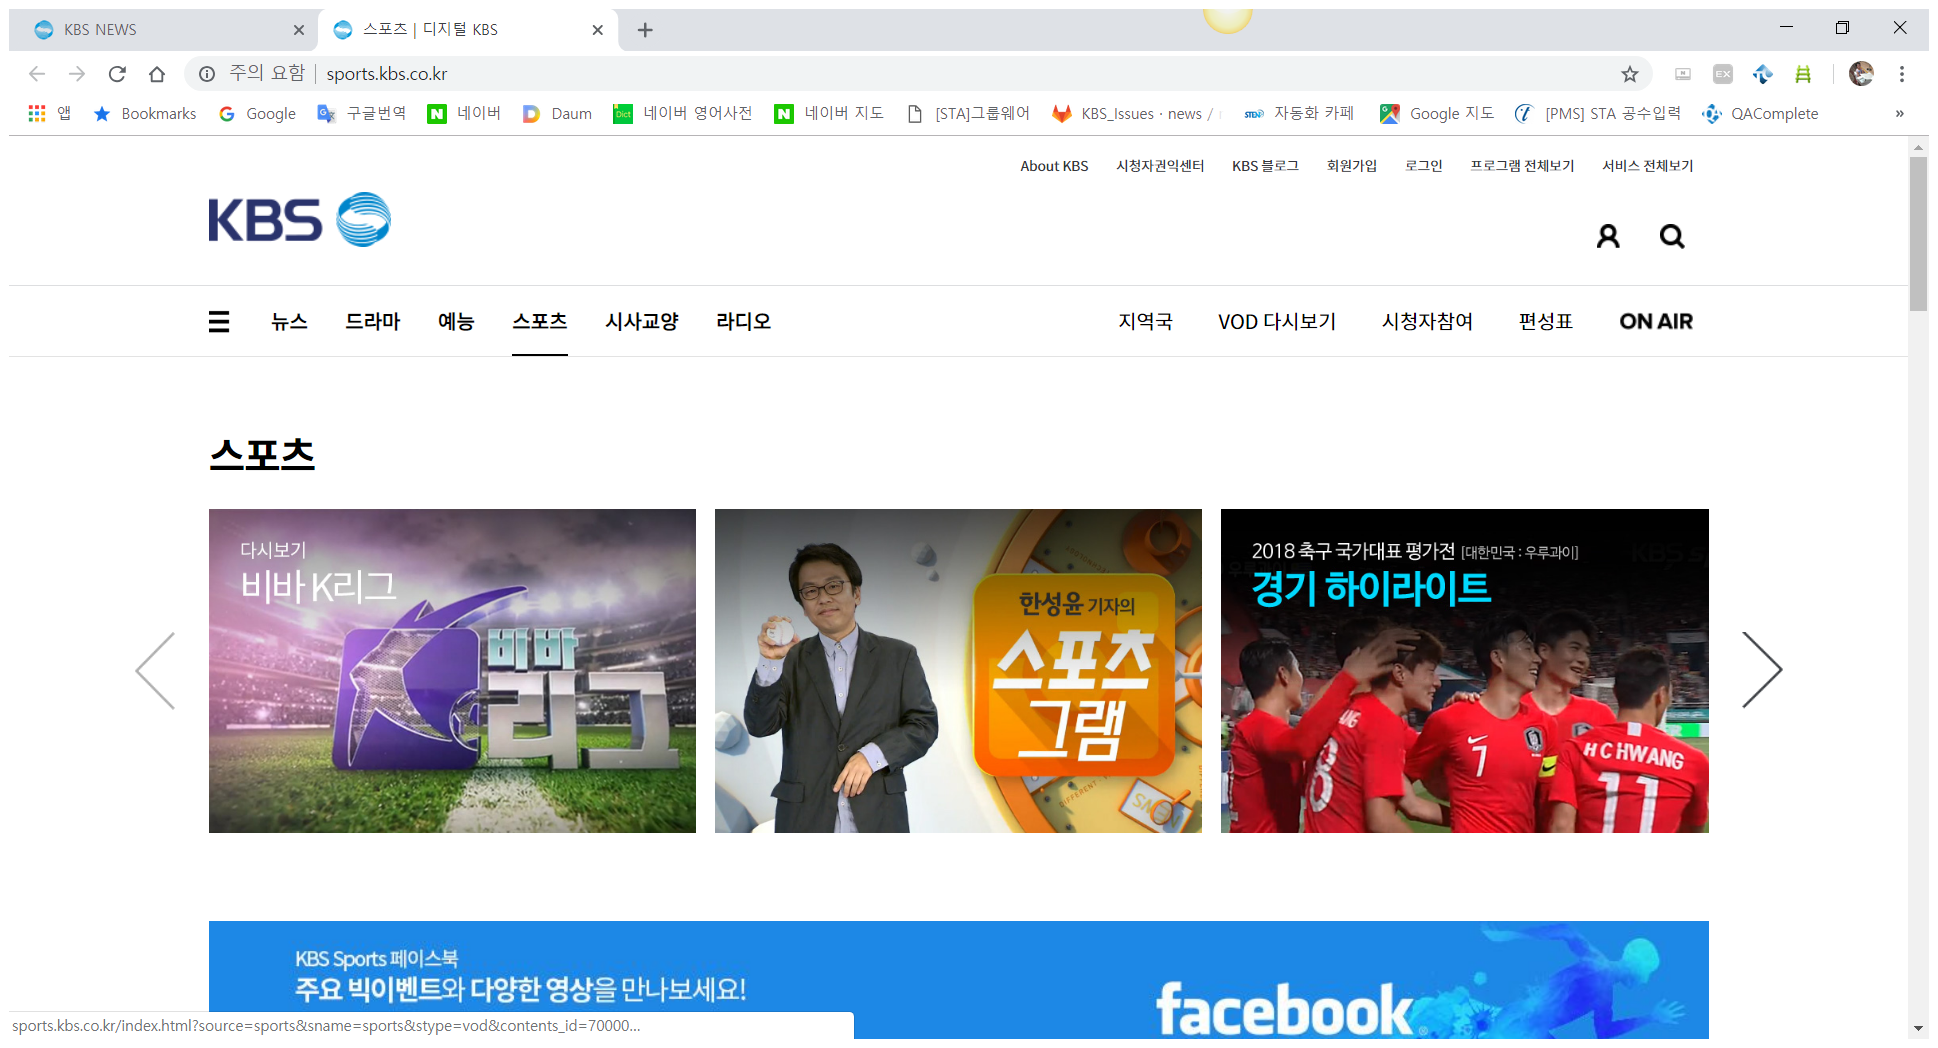 KBS NEWS
스포츠 | 디지털 KBS
주의 요함 | sports.kbs.co.kr
앱 Bookmarks Google 구글번역 네이버 Daum 네이버 영어사전 네이버 지도 [STA]그룹웨어 KBS_Issues · news / 자동화 카페 Google 지도 [PMS] STA 공수입력 QAComplete »
About KBS 시청자권익센터 KBS 블로그 회원가입 로그인 프로그램 전체보기 서비스 전체보기
KBS
뉴스 드라마 예능 스포츠 시사교양 라디오 지역국 VOD 다시보기 시청자참여 편성표 ON AIR
스포츠
다시보기
비바 K리그
비바
리그
한성윤 기자의
스포츠
그램
2018 축구 국가대표 평가전 [대한민국 : 우루과이]
경기 하이라이트
7
H C HWANG
11
KBS Sports 페이스북
주요 빅이벤트와 다양한 영상을 만나보세요!
facebook
sports.kbs.co.kr/index.html?source=sports&sname=sports&stype=vod&contents_id=70000...